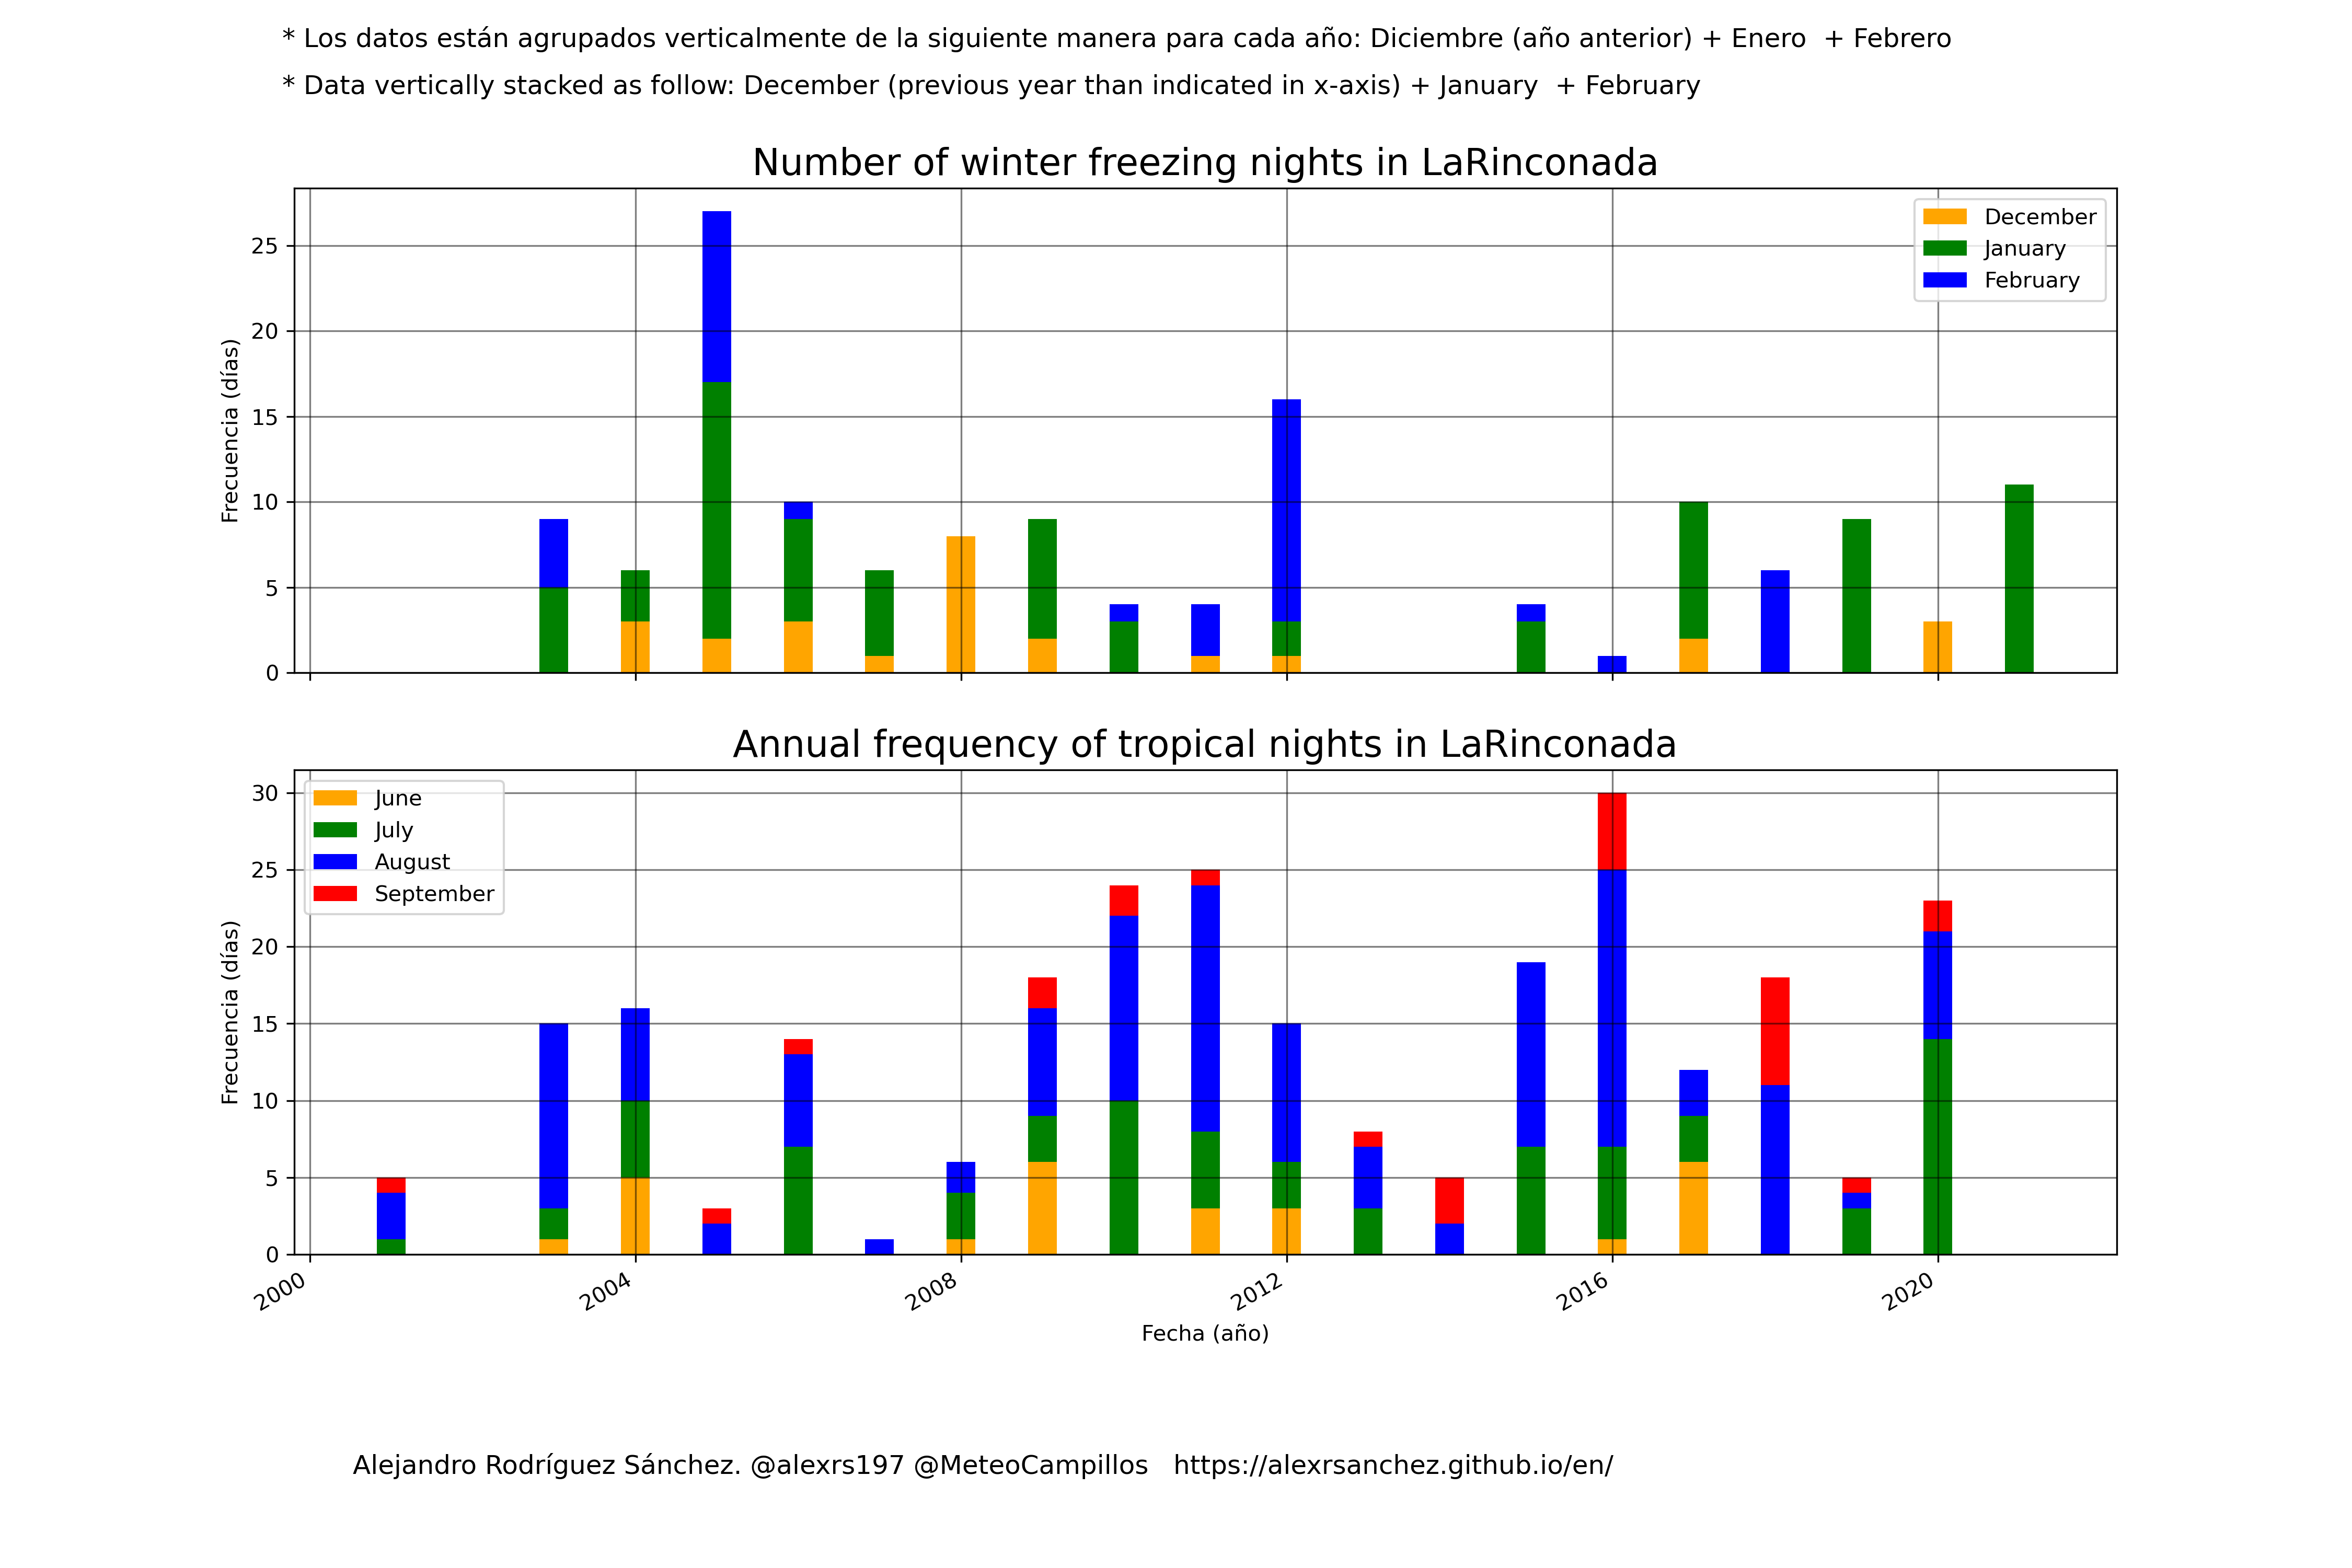 * Los datos están agrupados verticalmente de la siguiente manera para cada año: Diciembre (año anterior) + Enero  + Febrero
* Data vertically stacked as follow: December (previous year than indicated in x-axis) + January  + February
Number of winter freezing nights in LaRinconada
Frecuencia (días)
25
20
15
10
5
0
December
January
February
Annual frequency of tropical nights in LaRinconada
Frecuencia (días)
30
25
20
15
10
5
0
June
July
August
September
2000
2004
2008
2012
2016
2020
Fecha (año)
Alejandro Rodríguez Sánchez. @alexrs197 @MeteoCampillos   https://alexrsanchez.github.io/en/